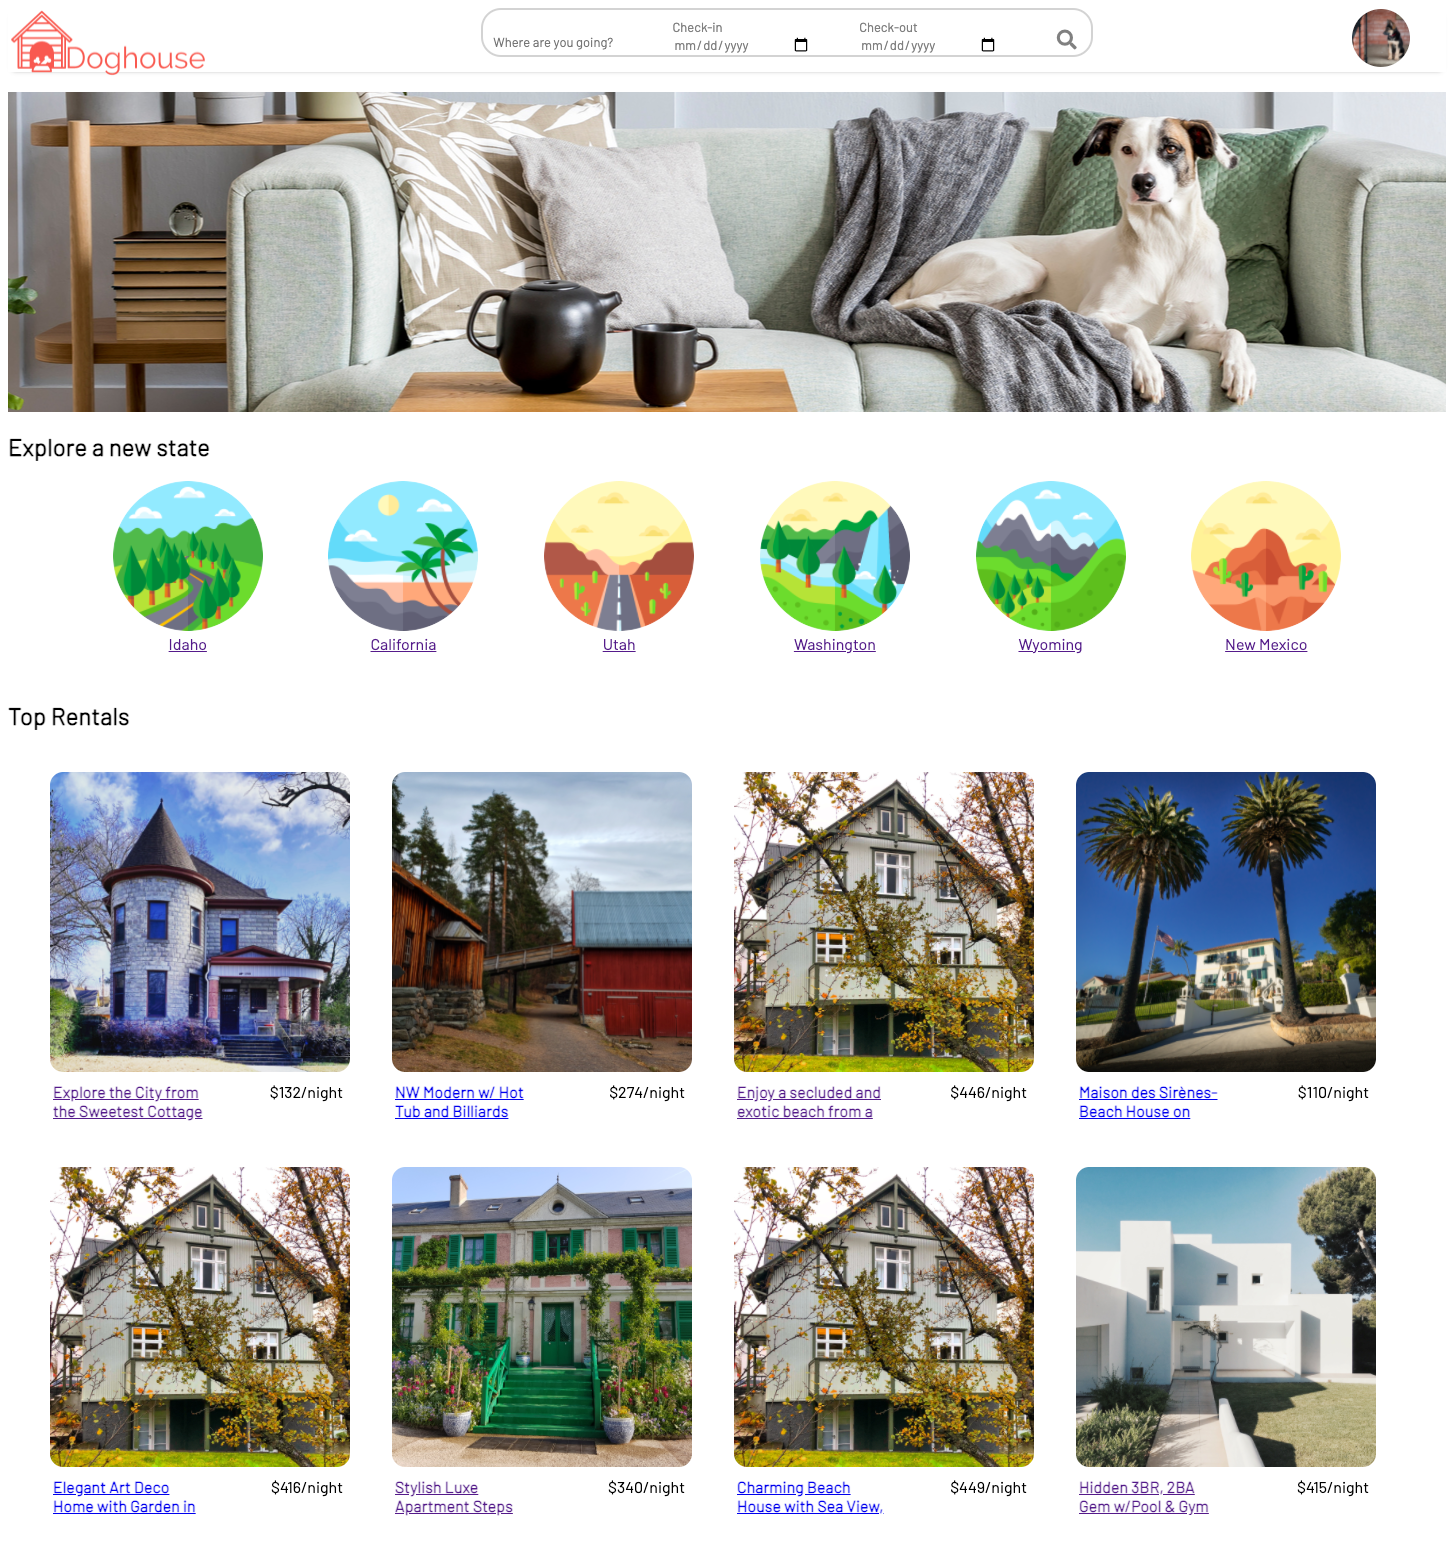 Doghouse
Where are you going?
Check-in
mm/dd/yyyy
Check-out
mm/dd/yyyy
Explore a new state
Idaho
California
Utah
Washington
Wyoming
New Mexico
Top Rentals
Explore the City from
the Sweetest Cottage
$132/night
NW Modern w/ Hot
Tub and Billiards
$274/night
Enjoy a secluded and
exotic beach from a
$446/night
Maison des Sirènes-
Beach House on
$110/night
Elegant Art Deco
Home with Garden in
$416/night
Stylish Luxe
Apartment Steps
$340/night
Charming Beach
House with Sea View,
$449/night
Hidden 3BR, 2BA
Gem w/Pool & Gym
$415/night